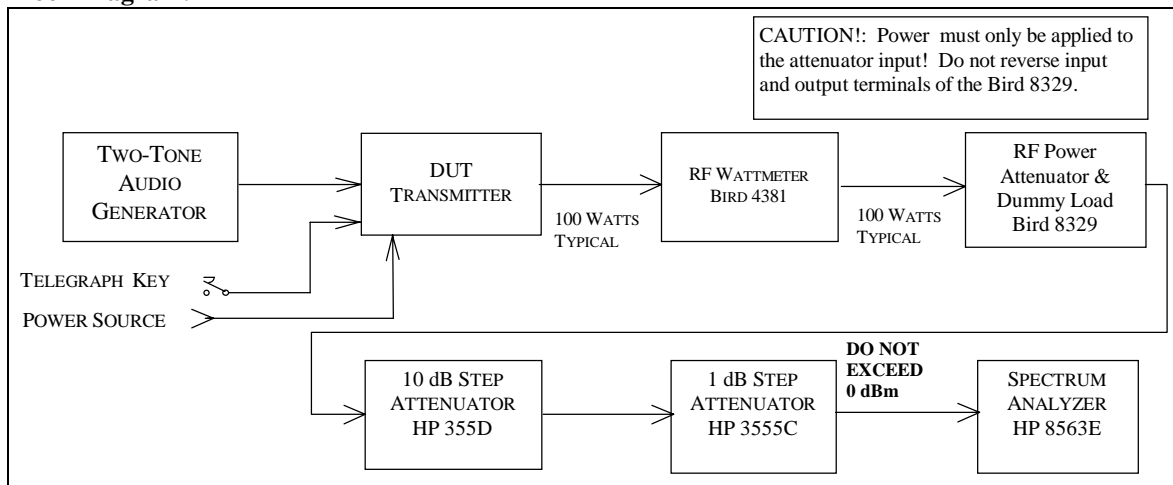 CAUTION!: Power must only be applied to
the attenuator input! Do not reverse input
and output terminals of the Bird 8329.
TWO-TONE
AUDIO
GENERATOR
DUT
TRANSMITTER
RF WATTMETER
BIRD 4381
RF Power
Attenuator &
Dummy Load
Bird 8329
100 WATTS
TYPICAL
100 WATTS
TYPICAL
TELEGRAPH KEY
POWER SOURCE
10 dB STEP
ATTENUATOR
HP 355D
1 dB STEP
ATTENUATOR
HP 3555C
DO NOT
EXCEED
0 dBm
SPECTRUM
ANALYZER
HP 8563E